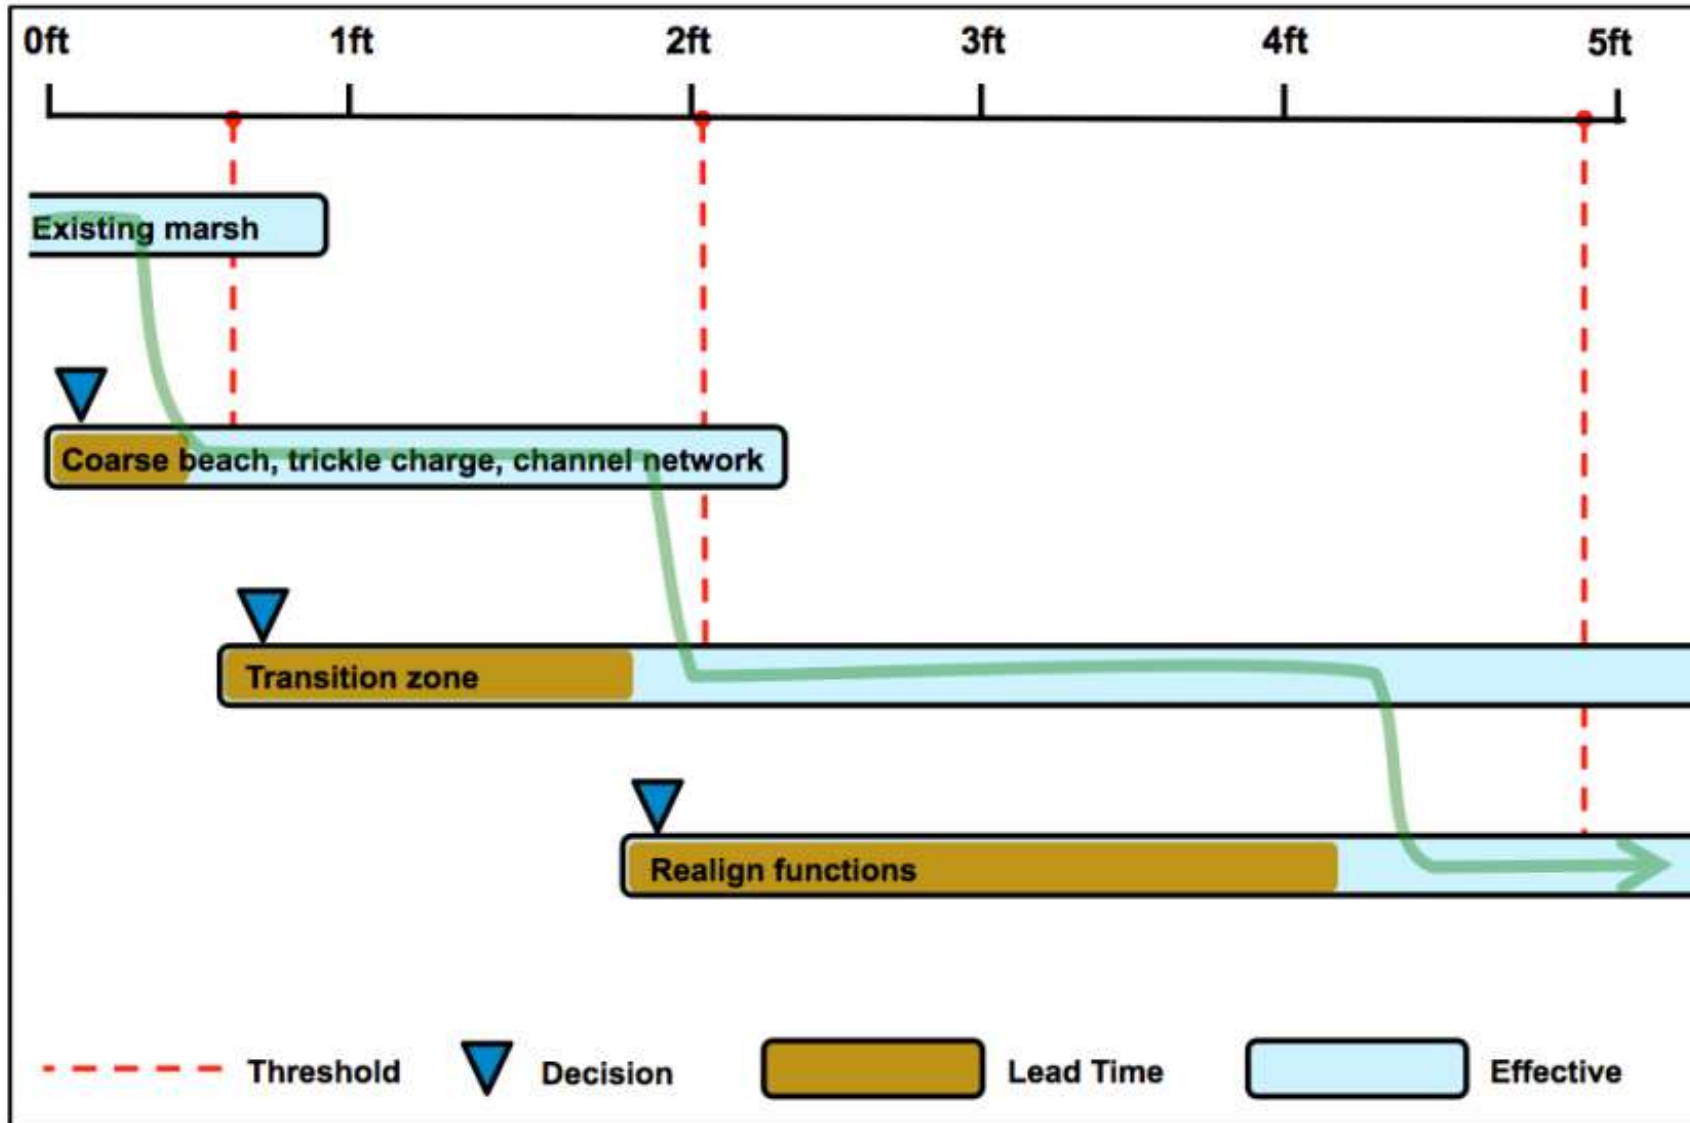 0ft 1ft 2ft 3ft 4ft 5ft
Existing marsh
Coarse beach, trickle charge, channel network
Transition zone
Realign functions
Threshold Decision Lead Time Effective